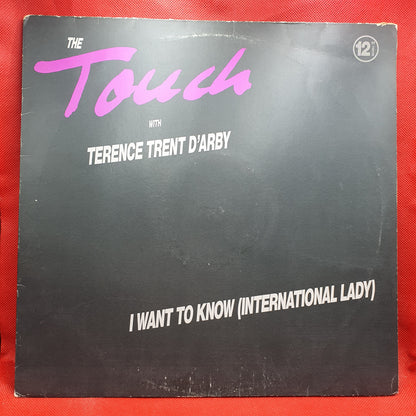 THE
12"
Touch
WITH
TERENCE TRENT D'ARBY
I WANT TO KNOW (INTERNATIONAL LADY)